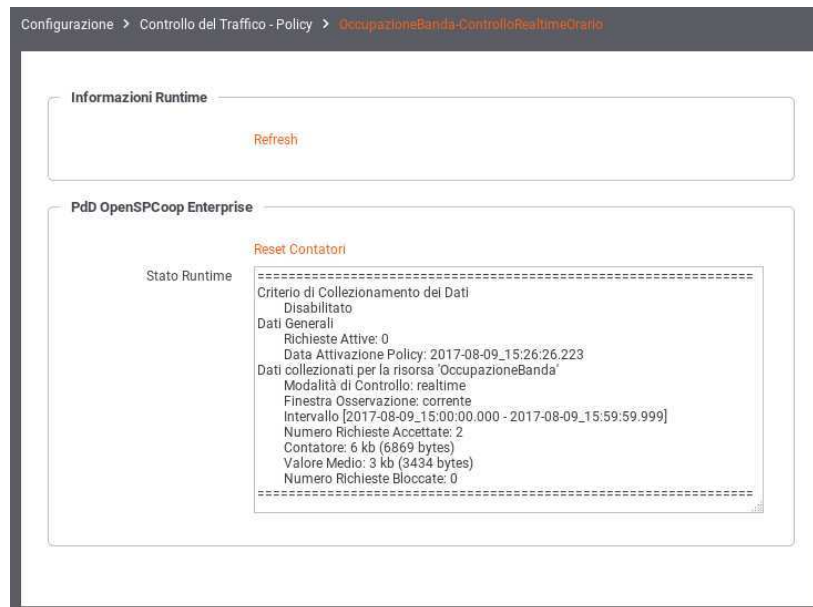 Configurazione > Controllo del Traffico - Policy > OccupazioneBanda-ControlloRealtimeOrario
Informazioni Runtime
Refresh
PdD OpenSPCoop Enterprise
Reset Contatori
Stato Runtime
================================================================
Criterio di Collezionamento dei Dati
Disabilitato
Dati Generali
Richieste Attive: 0
Data Attivazione Policy: 2017-08-09_15:26:26.223
Dati collezionati per la risorsa 'OccupazioneBanda'
Modalità di Controllo: realtime
Finestra Osservazione: corrente
Intervallo [2017-08-09_15:00:00.000 - 2017-08-09_15:59:59.999]
Numero Richieste Accettate: 2
Contatore: 6 kb (6869 bytes)
Valore Medio: 3 kb (3434 bytes)
Numero Richieste Bloccate: 0
================================================================